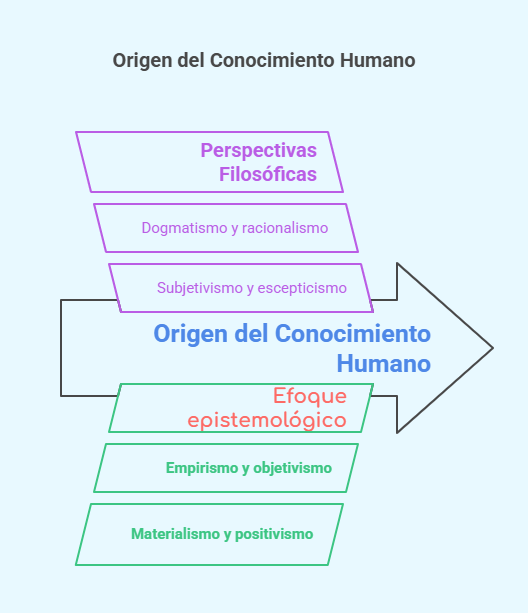 Origen del Conocimiento Humano
Perspectivas
Filosóficas
Dogmatismo y racionalismo
Subjetivismo y escepticismo
Origen del Conocimiento
Humano
Efoque
epistemológico
Empirismo y objetivismo
Materialismo y positivismo